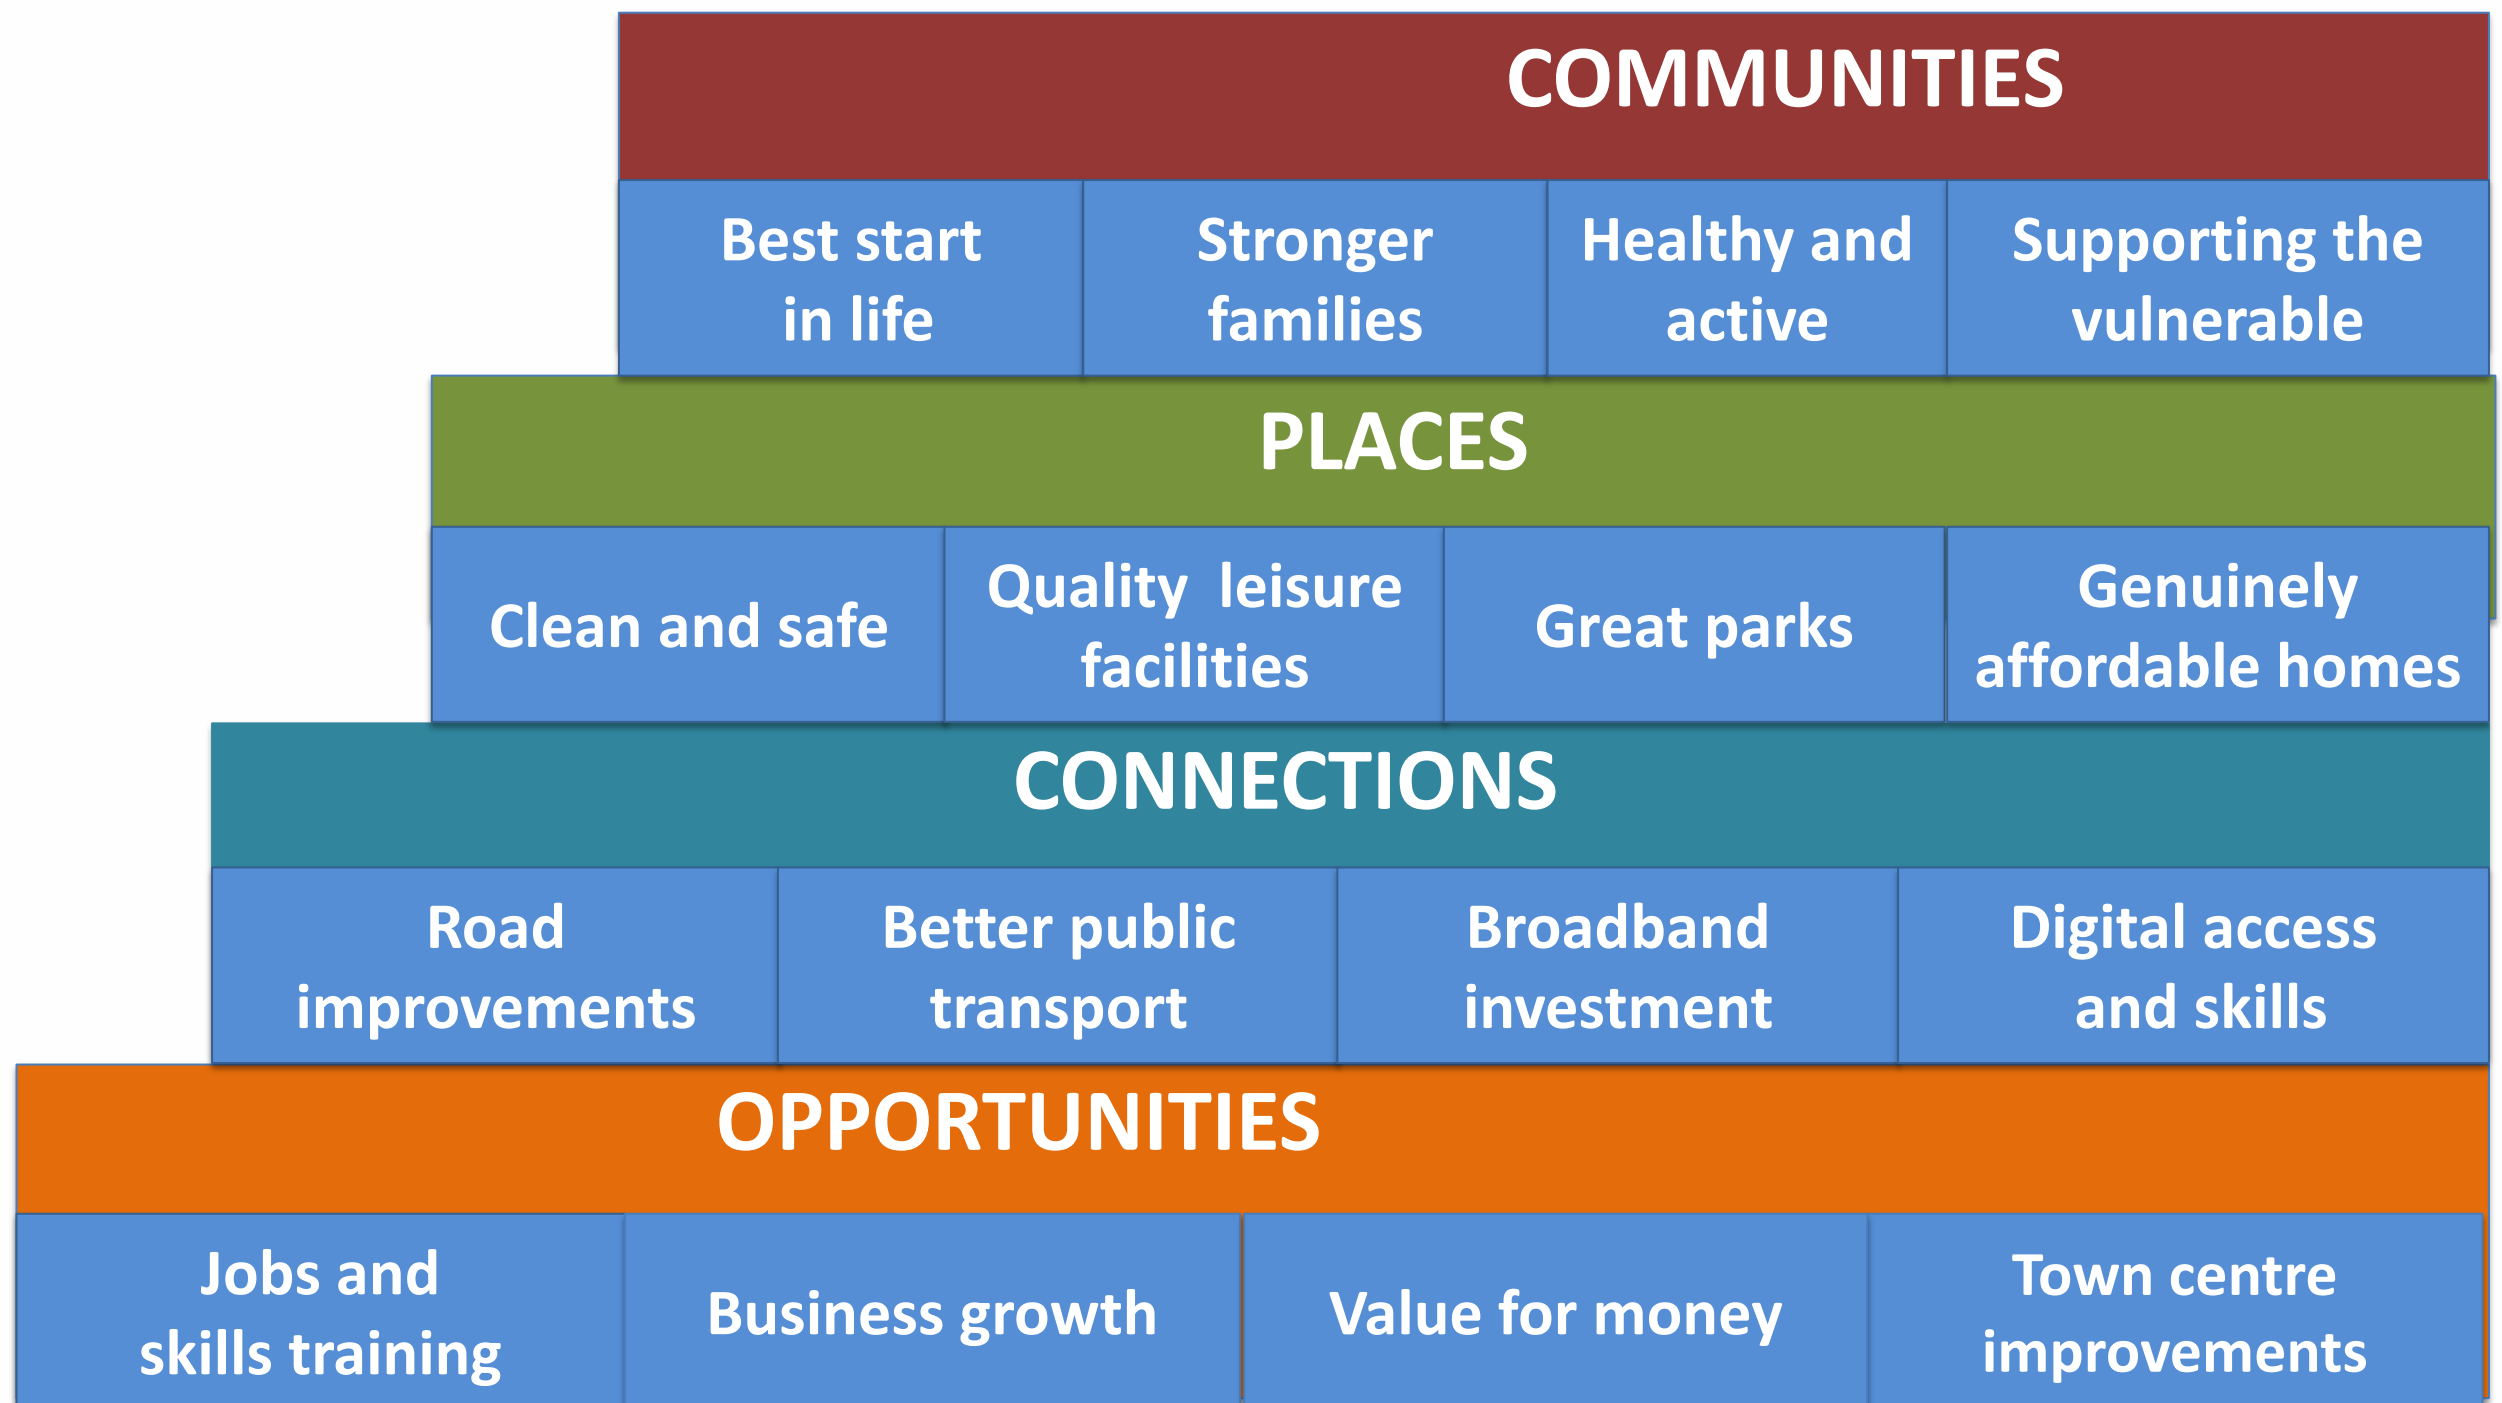 COMMUNITIES
Best start
in life
Stronger
families
Healthy and
active
Supporting the
vulnerable
PLACES
Clean and safe
Quality  leisure
facilities
Great parks
Genuinely
affordable homes
CONNECTIONS
Road
improvements
Better public
transport
Broadband
investment
Digital access
and skills
OPPORTUNITIES
Jobs and
skills training
Business growth
Value for money
Town centre
improvements